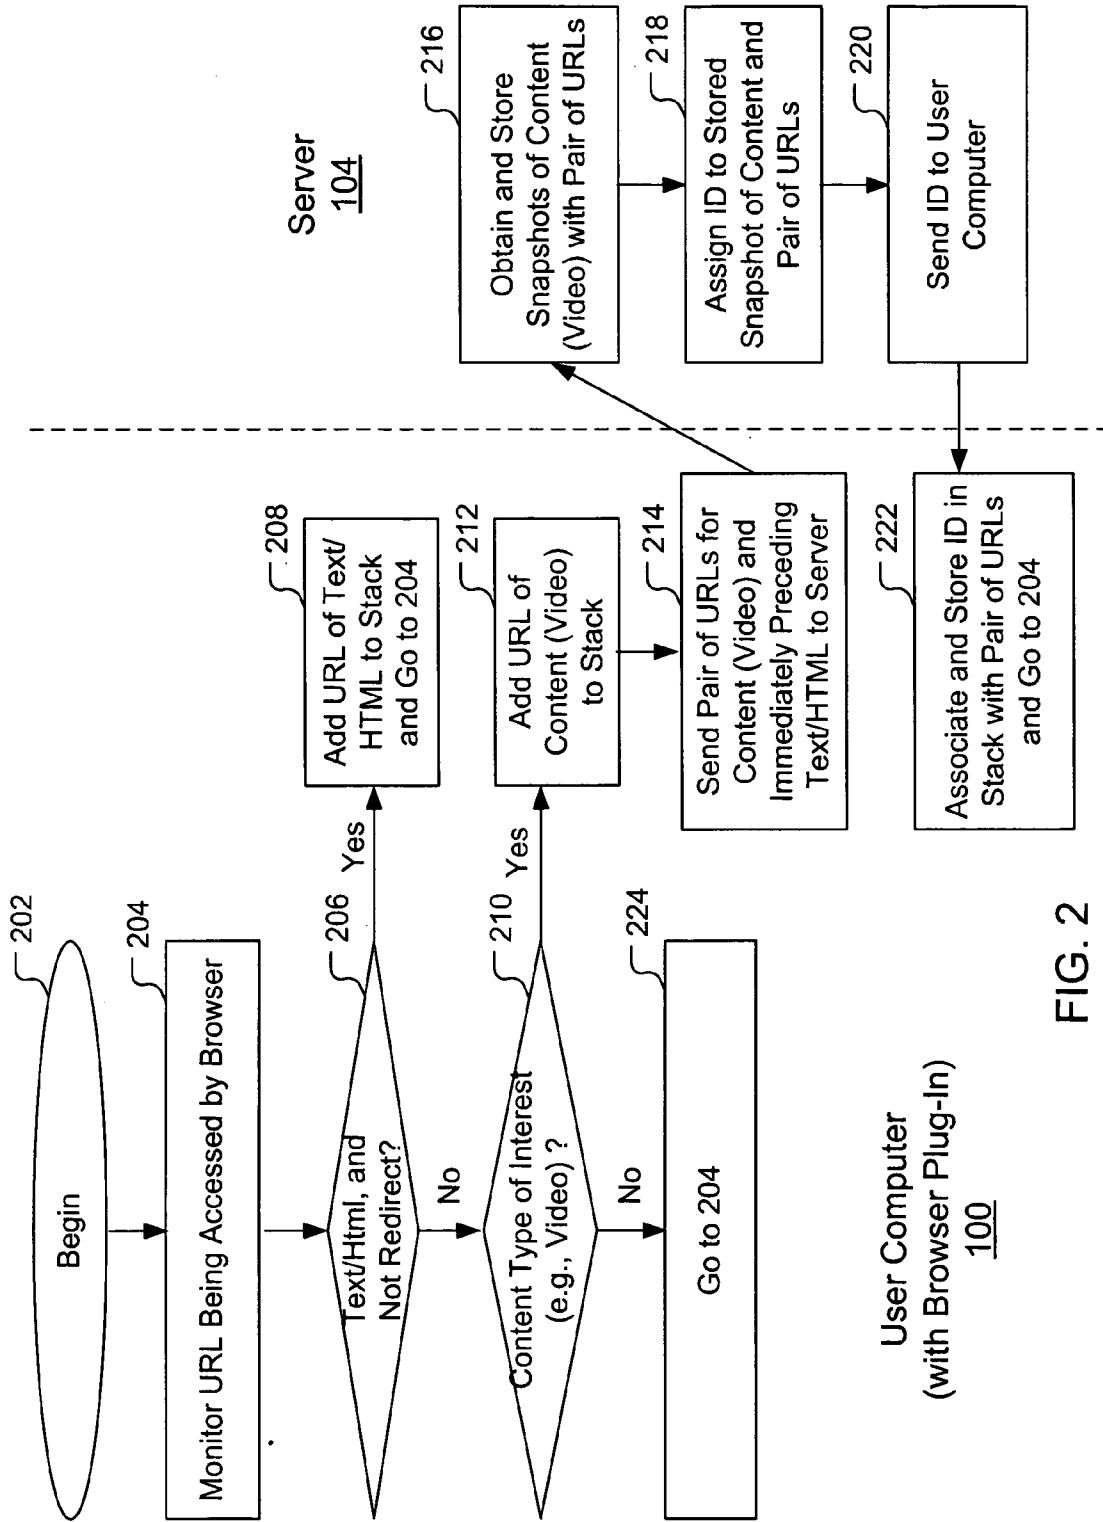 202
Begin
204
Monitor URL Being Accessed by Browser
206
Text/Html, and
Not Redirect?
Yes
No
208
Add URL of Text/
HTML to Stack
and Go to 204
210
Content Type of Interest
(e.g., Video) ?
Yes
No
212
Add URL of
Content (Video)
to Stack
214
Send Pair of URLs for
Content (Video) and
Immediately Preceding
Text/HTML to Server
224
Go to 204
222
Associate and Store ID in
Stack with Pair of URLs
and Go to 204
User Computer
(with Browser Plug-In)
100
Server
104
216
Obtain and Store
Snapshots of Content
(Video) with Pair of URLs
218
Assign ID to Stored
Snapshot of Content and
Pair of URLs
220
Send ID to User
Computer
FIG. 2